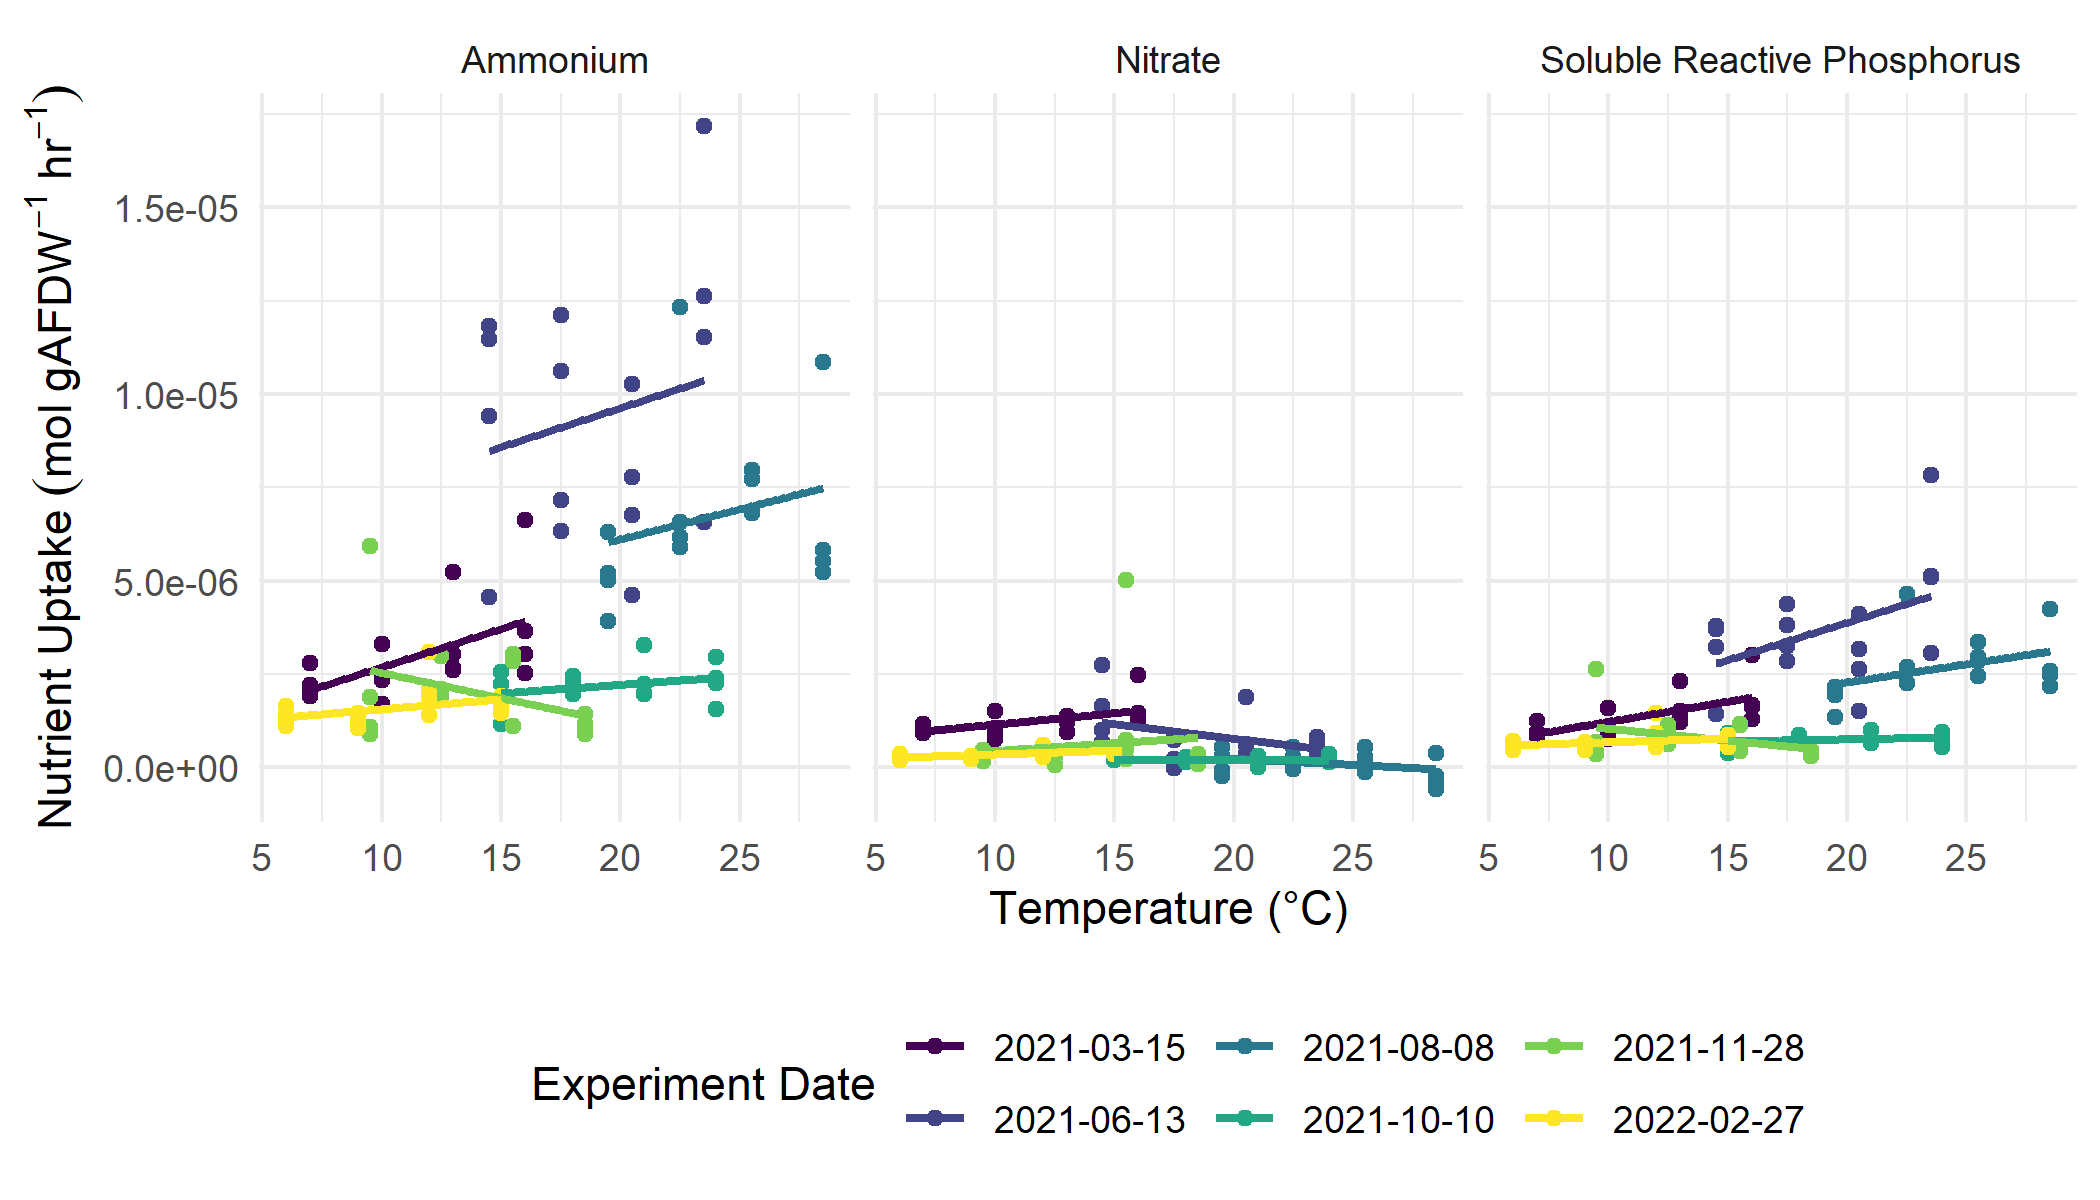 Ammonium Nitrate Soluble Reactive Phosphorus
Nutrient Uptake (mol gAFDW⁻¹ hr⁻¹)
1.5e-05
1.0e-05
5.0e-06
0.0e+00
5 10 15 20 25 5 10 15 20 25 5 10 15 20 25
Temperature (°C)
Experiment Date
2021-03-15 2021-08-08 2021-11-28
2021-06-13 2021-10-10 2022-02-27